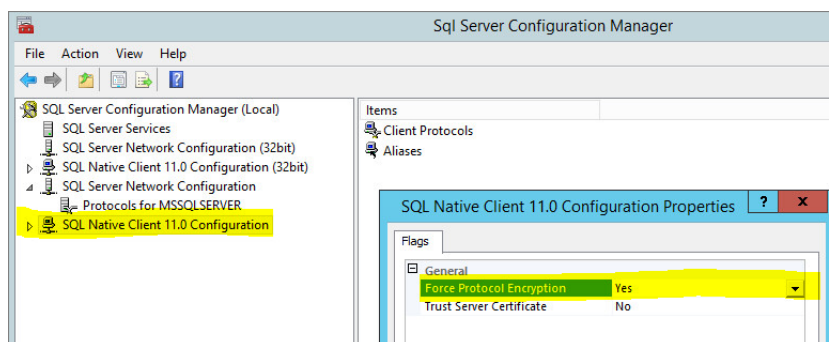 Sql Server Configuration Manager
File Action View Help
SQL Server Configuration Manager (Local)
SQL Server Services
SQL Server Network Configuration (32bit)
SQL Native Client 11.0 Configuration (32bit)
SQL Server Network Configuration
Protocols for MSSQLSERVER
SQL Native Client 11.0 Configuration
Items
Client Protocols
Aliases
SQL Native Client 11.0 Configuration Properties ? x
Flags
General
Force Protocol Encryption Yes
Trust Server Certificate No